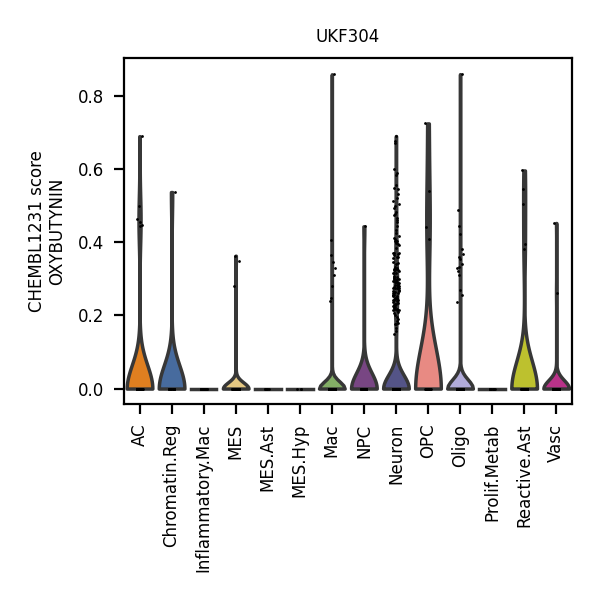 UKF304
CHEMBL1231 score
OXYBUTYNIN
0.8
0.6
0.4
0.2
0.0
AC
Chromatin.Reg
Inflammatory.Mac
MES
MES.Ast
MES.Hyp
Mac
NPC
Neuron
OPC
Oligo
Prolif.Metab
Reactive.Ast
Vasc